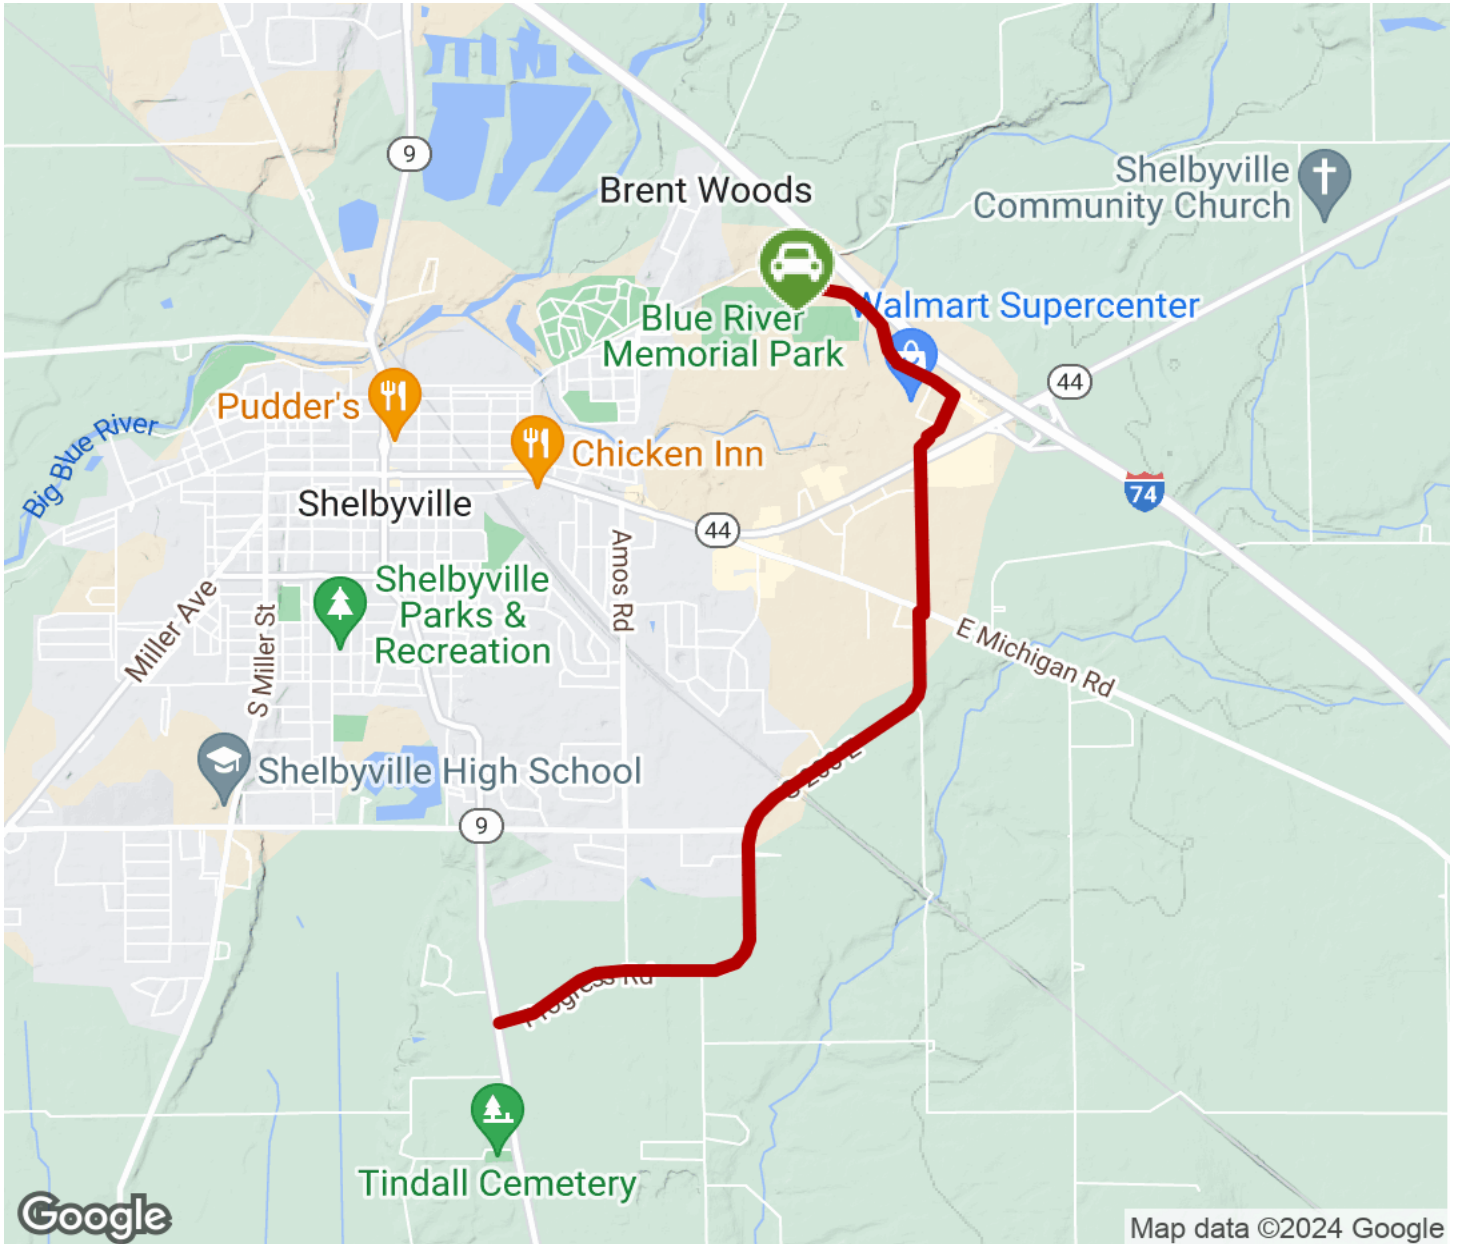 9
Shelbyville
Community Church
Brent Woods
Walmart Supercenter
Blue River
Memorial Park
44
Pudder's
Big Blue River
Chicken Inn
74
Shelbyville
44
Amos Rd
Shelbyville
Parks &
Recreation
Miller Ave
S Miller St
E Michigan Rd
Shelbyville High School
9
Progress Rd
Tindall Cemetery
Google
Map data ©2024 Google